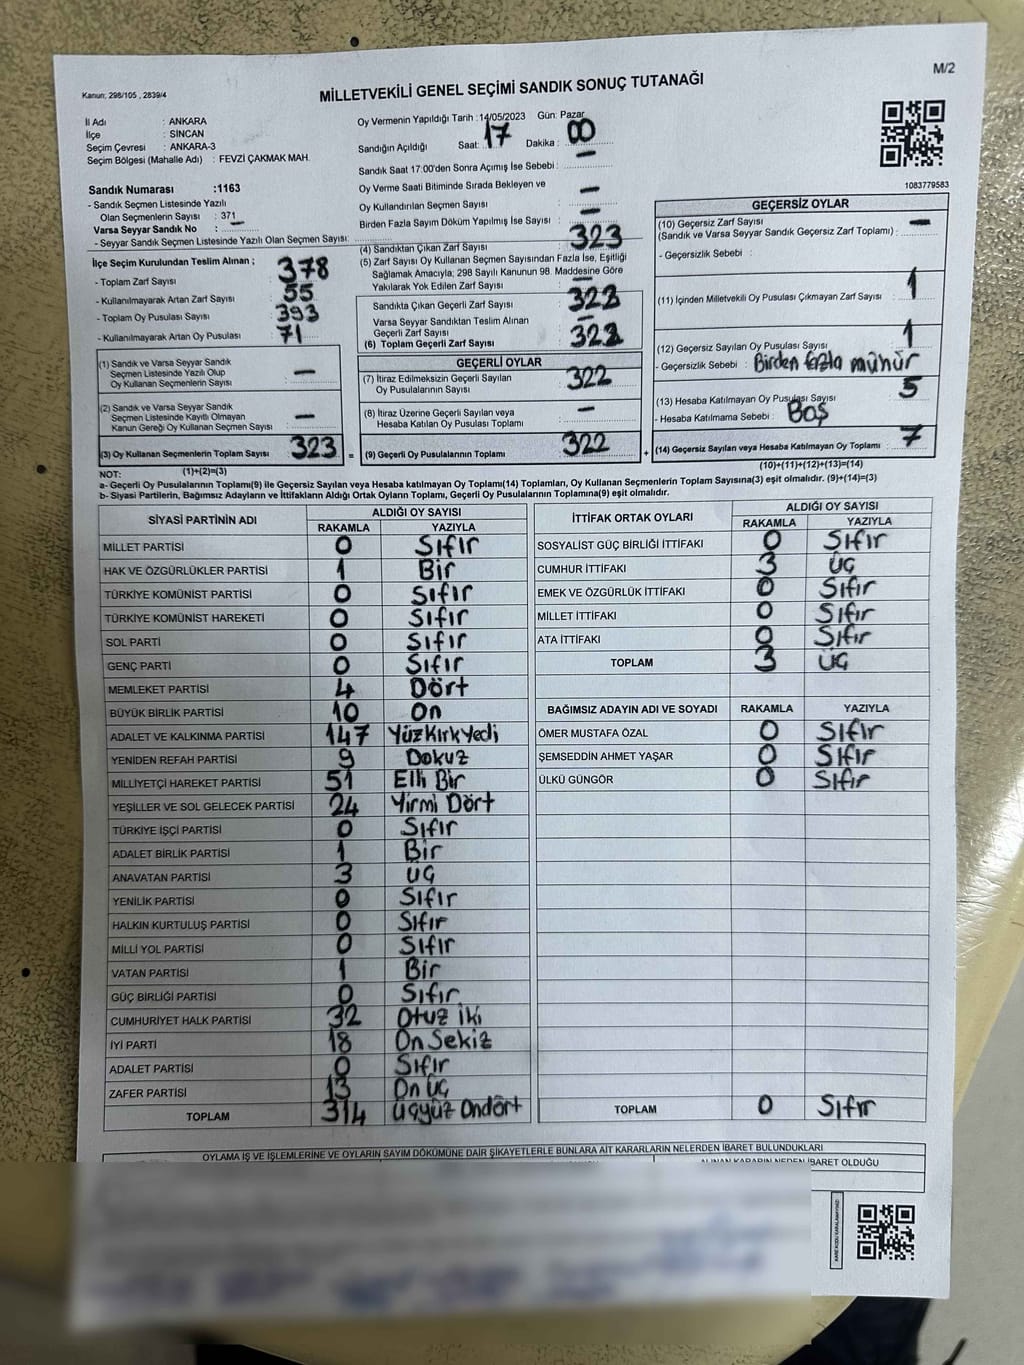 M/2
Kanun: 298/105 , 2839/4
MİLLETVEKİLİ GENEL SEÇİMİ SANDIK SONUÇ TUTANAĞI
İl Adı : ANKARA
İlçe : SİNCAN
Seçim Çevresi : ANKARA-3
Seçim Bölgesi (Mahalle Adı) : FEVZİ ÇAKMAK MAH.
Sandık Numarası :1163
- Sandık Seçmen Listesinde Yazılı
Olan Seçmenlerin Sayısı : 371
Varsa Seyyar Sandık No :
- Seyyar Sandık Seçmen Listesinde Yazılı Olan Seçmen Sayısı: —
Oy Vermenin Yapıldığı Tarih :14/05/2023 Gün: Pazar
Sandığın Açıldığı Saat: 17 Dakika : 00
Sandık Saat 17:00'den Sonra Açımış İse Sebebi : —
Oy Verme Saati Bitiminde Sırada Bekleyen ve
Oy Kullandırılan Seçmen Sayısı : —
Birden Fazla Sayım Döküm Yapılmış İse Sayısı : —
(4) Sandıktan Çıkan Zarf Sayısı : 323
(5) Zarf Sayısı Oy Kullanan Seçmen Sayısından Fazla İse, Eşitliği
Sağlamak Amacıyla; 298 Sayılı Kanunun 98. Maddesine Göre
Yakılarak Yok Edilen Zarf Sayısı : —
Sandıkta Çıkan Geçerli Zarf Sayısı : 323
Varsa Seyyar Sandıktan Teslim Alınan
Geçerli Zarf Sayısı : —
(6) Toplam Geçerli Zarf Sayısı : 323
1083779583
GEÇERSİZ OYLAR
(10) Geçersiz Zarf Sayısı
(Sandık ve Varsa Seyyar Sandık Geçersiz Zarf Toplamı) : —
- Geçersizlik Sebebi :
(11) İçinden Milletvekili Oy Pusulası Çıkmayan Zarf Sayısı : 1
(12) Geçersiz Sayılan Oy Pusulası Sayısı : 1
- Geçersizlik Sebebi : Birden fazla mühür
(13) Hesaba Katılmayan Oy Pusulası Sayısı : 5
- Hesaba Katılmama Sebebi : Boş
(14) Geçersiz Sayılan veya Hesaba Katılmayan Oy Toplamı : 7
(10)+(11)+(12)+(13)=(14)
İlçe Seçim Kurulundan Teslim Alınan ;
- Toplam Zarf Sayısı : 378
- Kullanılmayarak Artan Zarf Sayısı : 55
- Toplam Oy Pusulası Sayısı : 393
- Kullanılmayarak Artan Oy Pusulası : 71
(1) Sandık ve Varsa Seyyar Sandık
Seçmen Listesinde Yazılı Olup
Oy Kullanan Seçmenlerin Sayısı : —
(2) Sandık ve Varsa Seyyar Sandık
Seçmen Listesinde Kayıtlı Olmayan
Kanun Gereği Oy Kullanan Seçmen Sayısı : —
(3) Oy Kullanan Seçmenlerin Toplam Sayısı : 323
(1)+(2)=(3)
GEÇERLİ OYLAR
(7) İtiraz Edilmeksizin Geçerli Sayılan
Oy Pusulalarının Sayısı : 322
(8) İtiraz Üzerine Geçerli Sayılan veya
Hesaba Katılan Oy Pusulası Toplamı : —
= (9) Geçerli Oy Pusulalarının Toplamı : 322 +
NOT:
a- Geçerli Oy Pusulalarının Toplamı(9) ile Geçersiz Sayılan veya Hesaba Katılmayan Oy Toplamı(14) Toplamları, Oy Kullanan Seçmenlerin Toplam Sayısına(3) eşit olmalıdır. (9)+(14)=(3)
b- Siyasi Partilerin, Bağımsız Adayların ve İttifakların Aldığı Ortak Oyların Toplamı, Geçerli Oy Pusulalarının Toplamına(9) eşit olmalıdır.
SİYASİ PARTİNİN ADI ALDIĞI OY SAYISI
RAKAMLA YAZIYLA
MİLLET PARTİSİ 0 Sıfır
HAK VE ÖZGÜRLÜKLER PARTİSİ 1 Bir
TÜRKİYE KOMÜNİST PARTİSİ 0 Sıfır
TÜRKİYE KOMÜNİST HAREKETİ 0 Sıfır
SOL PARTİ 0 Sıfır
GENÇ PARTİ 0 Sıfır
MEMLEKET PARTİSİ 4 Dört
BÜYÜK BİRLİK PARTİSİ 10 On
ADALET VE KALKINMA PARTİSİ 147 Yüz Kırk Yedi
YENİDEN REFAH PARTİSİ 9 Dokuz
MİLLİYETÇİ HAREKET PARTİSİ 51 Elli Bir
YEŞİLLER VE SOL GELECEK PARTİSİ 24 Yirmi Dört
TÜRKİYE İŞÇİ PARTİSİ 0 Sıfır
ADALET BİRLİK PARTİSİ 1 Bir
ANAVATAN PARTİSİ 3 Üç
YENİLİK PARTİSİ 0 Sıfır
HALKIN KURTULUŞ PARTİSİ 0 Sıfır
MİLLİ YOL PARTİSİ 0 Sıfır
VATAN PARTİSİ 1 Bir
GÜÇ BİRLİĞİ PARTİSİ 0 Sıfır
CUMHURİYET HALK PARTİSİ 32 Otuz İki
İYİ PARTİ 18 On Sekiz
ADALET PARTİSİ 0 Sıfır
ZAFER PARTİSİ 13 On Üç
TOPLAM 314 Üçyüz Ondört
İTTİFAK ORTAK OYLARI ALDIĞI OY SAYISI
RAKAMLA YAZIYLA
SOSYALİST GÜÇ BİRLİĞİ İTTİFAKI 0 Sıfır
CUMHUR İTTİFAKI 3 Üç
EMEK VE ÖZGÜRLÜK İTTİFAKI 0 Sıfır
MİLLET İTTİFAKI 0 Sıfır
ATA İTTİFAKI 0 Sıfır
TOPLAM 3 Üç
BAĞIMSIZ ADAYIN ADI VE SOYADI RAKAMLA YAZIYLA
ÖMER MUSTAFA ÖZAL 0 Sıfır
ŞEMSEDDİN AHMET YAŞAR 0 Sıfır
ÜLKÜ GÜNGÖR 0 Sıfır
TOPLAM 0 Sıfır
OYLAMA İŞ VE İŞLEMLERİNE VE OYLARIN SAYIM DÖKÜMÜNE DAİR ŞİKAYETLERLE BUNLARA AİT KARARLARIN NELERDEN İBARET BULUNDUKLARI
ALINAN KARARIN NEDEN İBARET OLDUĞU